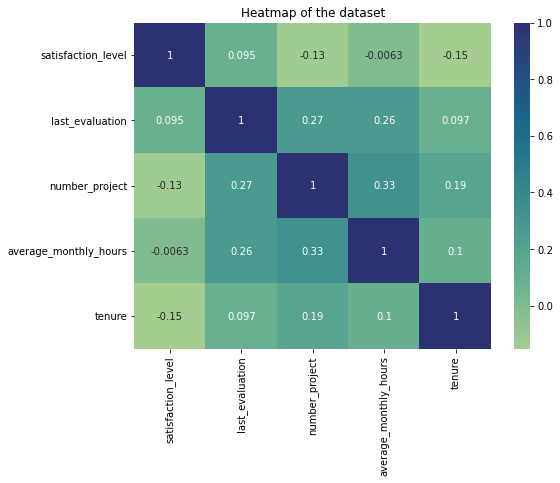 Heatmap of the dataset
satisfaction_level 1 0.095 -0.13 -0.0063 -0.15
last_evaluation 0.095 1 0.27 0.26 0.097
number_project -0.13 0.27 1 0.33 0.19
average_monthly_hours -0.0063 0.26 0.33 1 0.1
tenure -0.15 0.097 0.19 0.1 1
satisfaction_level
last_evaluation
number_project
average_monthly_hours
tenure
1.0
0.8
0.6
0.4
0.2
0.0